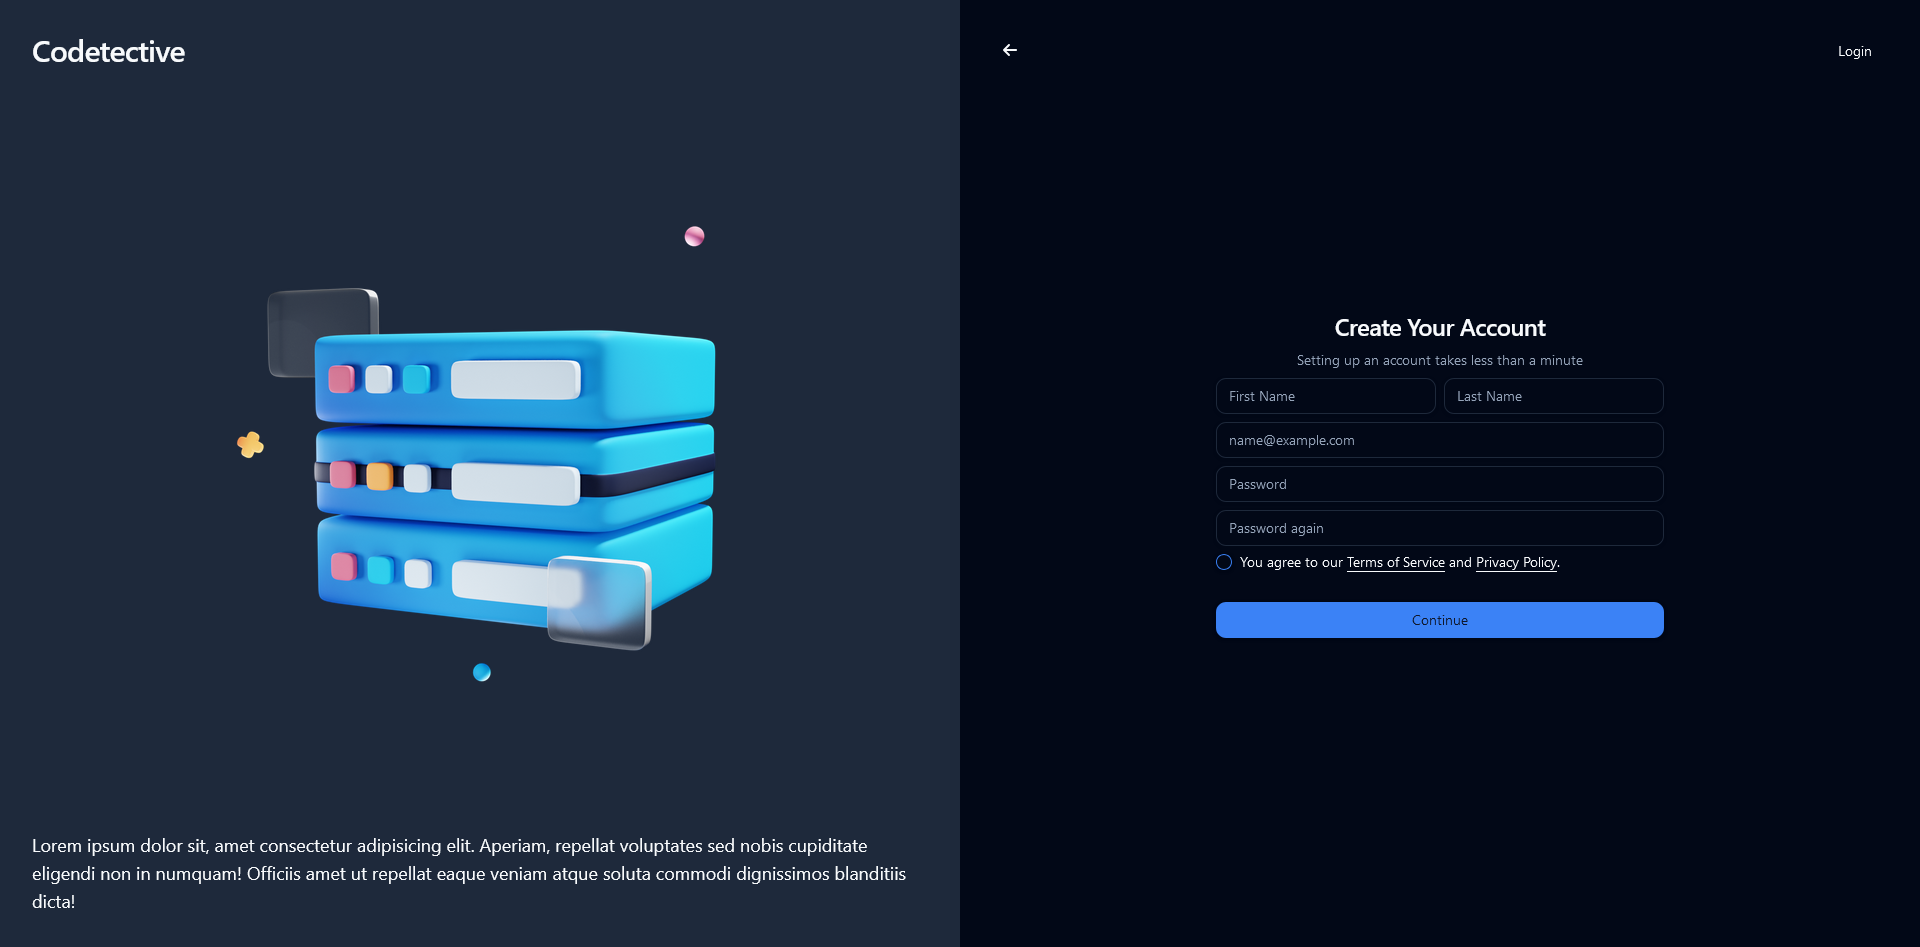 Codetective
Login
Create Your Account
Setting up an account takes less than a minute
First Name
Last Name
name@example.com
Password
Password again
You agree to our Terms of Service and Privacy Policy.
Continue
Lorem ipsum dolor sit, amet consectetur adipisicing elit. Aperiam, repellat voluptates sed nobis cupiditate
eligendi non in numquam! Officiis amet ut repellat eaque veniam atque soluta commodi dignissimos blanditiis
dicta!